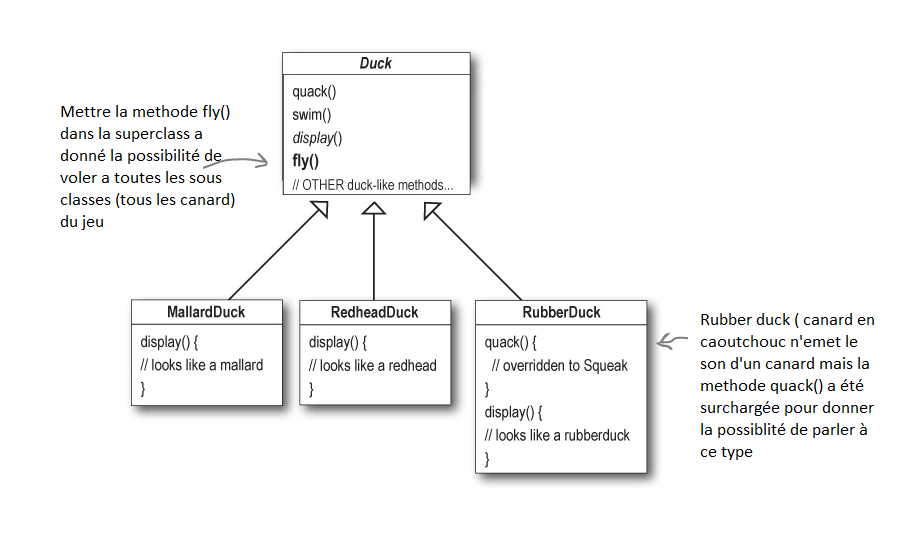 Duck
quack()
swim()
display()
fly()
// OTHER duck-like methods...
Mettre la methode fly()
dans la superclass a
donné la possibilité de
voler a toutes les sous
classes (tous les canard)
du jeu
MallardDuck
display() {
// looks like a mallard
}
RedheadDuck
display() {
// looks like a redhead
}
RubberDuck
quack() {
// overridden to Squeak
}
display() {
// looks like a rubberduck
}
Rubber duck ( canard en
caoutchouc n'emet le
son d'un canard mais la
methode quack() a été
surchargée pour donner
la possiblité de parler à
ce type